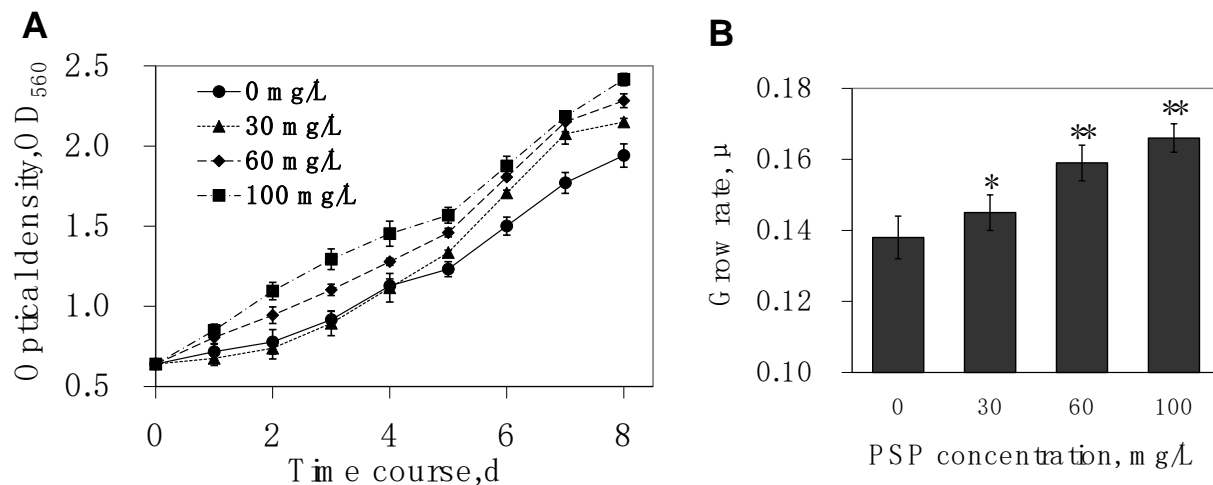 A
Optical density, OD560
2.5
2.0
1.5
1.0
0.5
0 mg/L
30 mg/L
60 mg/L
100 mg/L
0 2 4 6 8
Time course, d
B
Grow rate, μ
0.18
0.16
0.14
0.12
0.10
* ** **
0 30 60 100
PSP concentration, mg/L